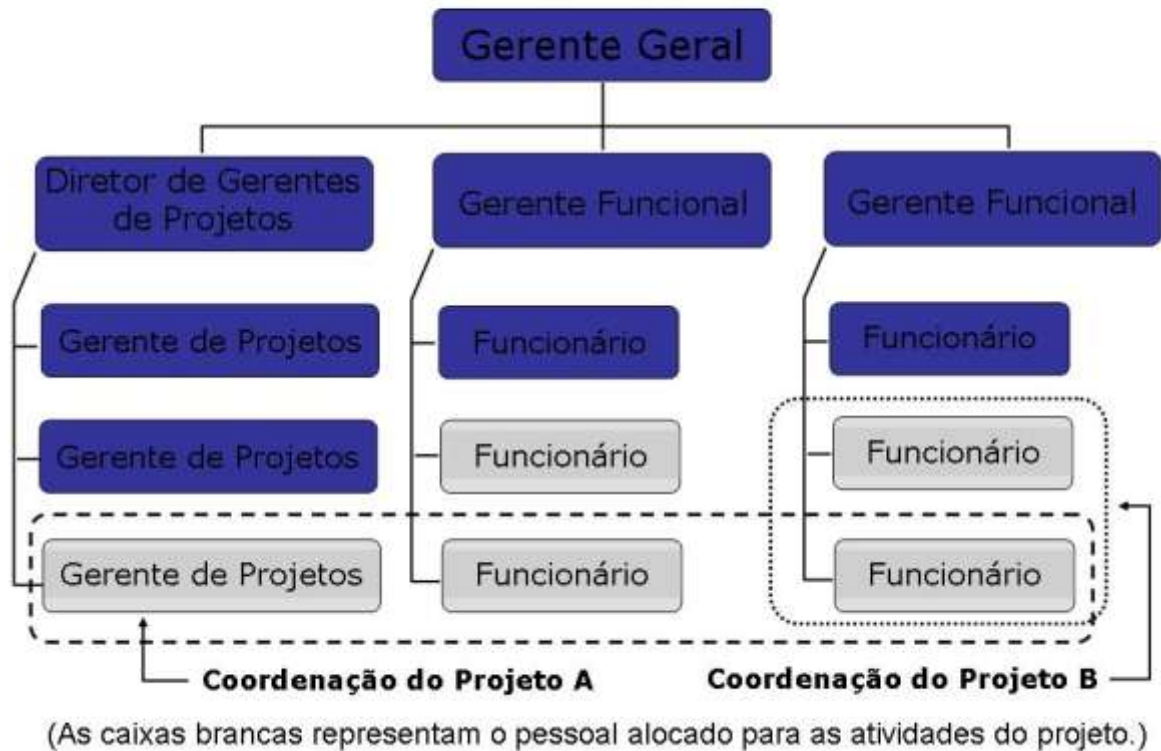 Gerente Geral
Diretor de Gerentes
de Projetos
Gerente Funcional
Gerente Funcional
Gerente de Projetos
Funcionário
Funcionário
Gerente de Projetos
Funcionário
Funcionário
Gerente de Projetos
Funcionário
Funcionário
Coordenação do Projeto A
Coordenação do Projeto B
(As caixas brancas representam o pessoal alocado para as atividades do projeto.)